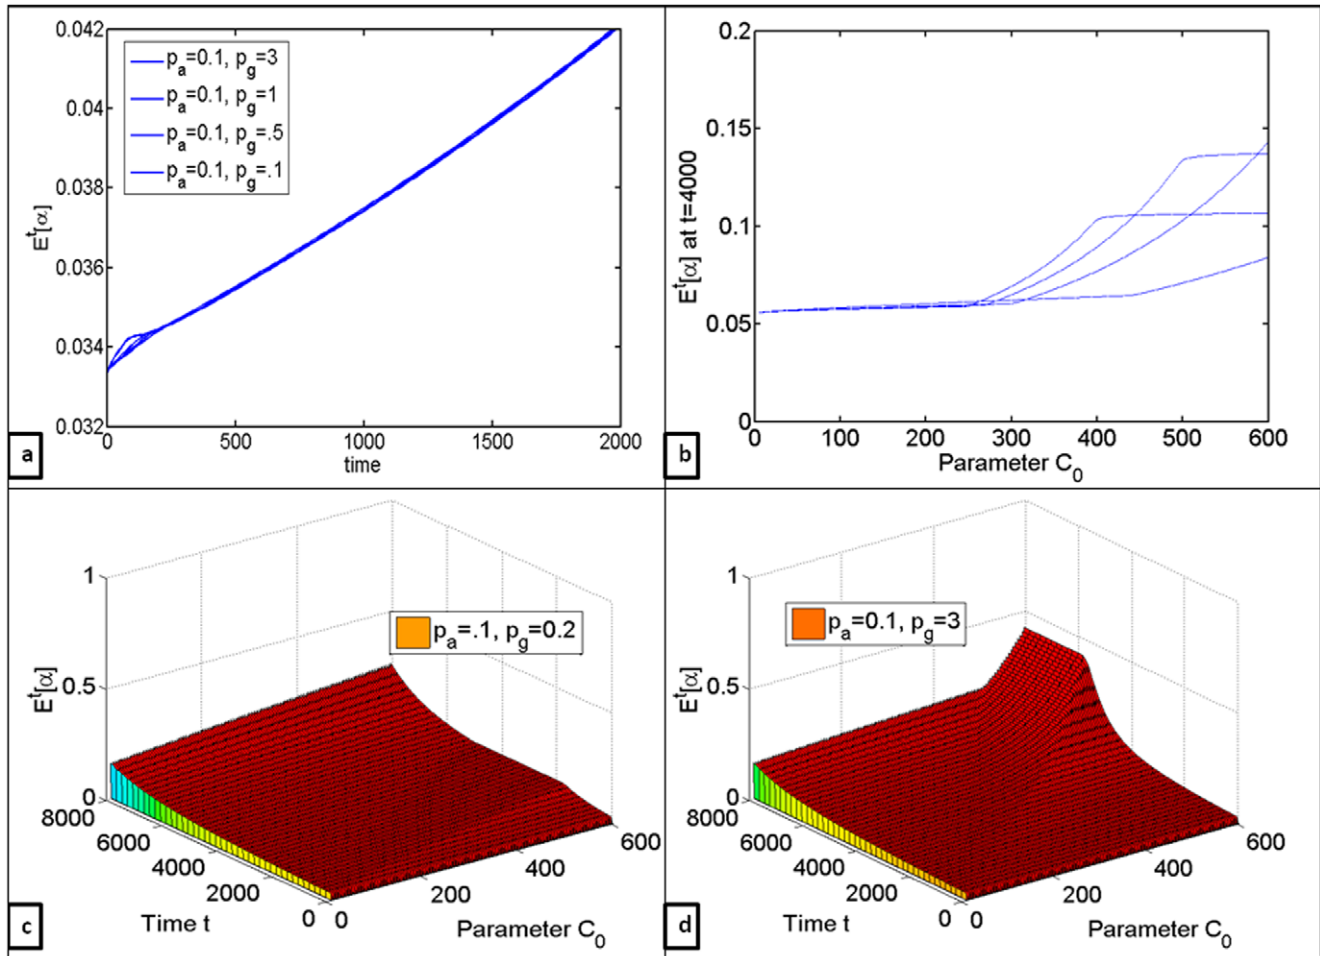 0.042
0.04
0.038
0.036
0.034
0.032
E^t[α]
p_a=0.1, p_g=3
p_a=0.1, p_g=1
p_a=0.1, p_g=.5
p_a=0.1, p_g=.1
0 500 1000 1500 2000
time
a
0.2
0.15
0.1
0.05
0
E^t[α] at t=4000
0 100 200 300 400 500 600
Parameter C_0
b
1
0.5
0
E^t[α]
p_a=.1, p_g=0.2
8000
6000
4000
2000
0
0
200
400
600
Time t
Parameter C_0
c
1
0.5
0
E^t[α]
p_a=0.1, p_g=3
8000
6000
4000
2000
0
0
200
400
600
Time t
Parameter C_0
d